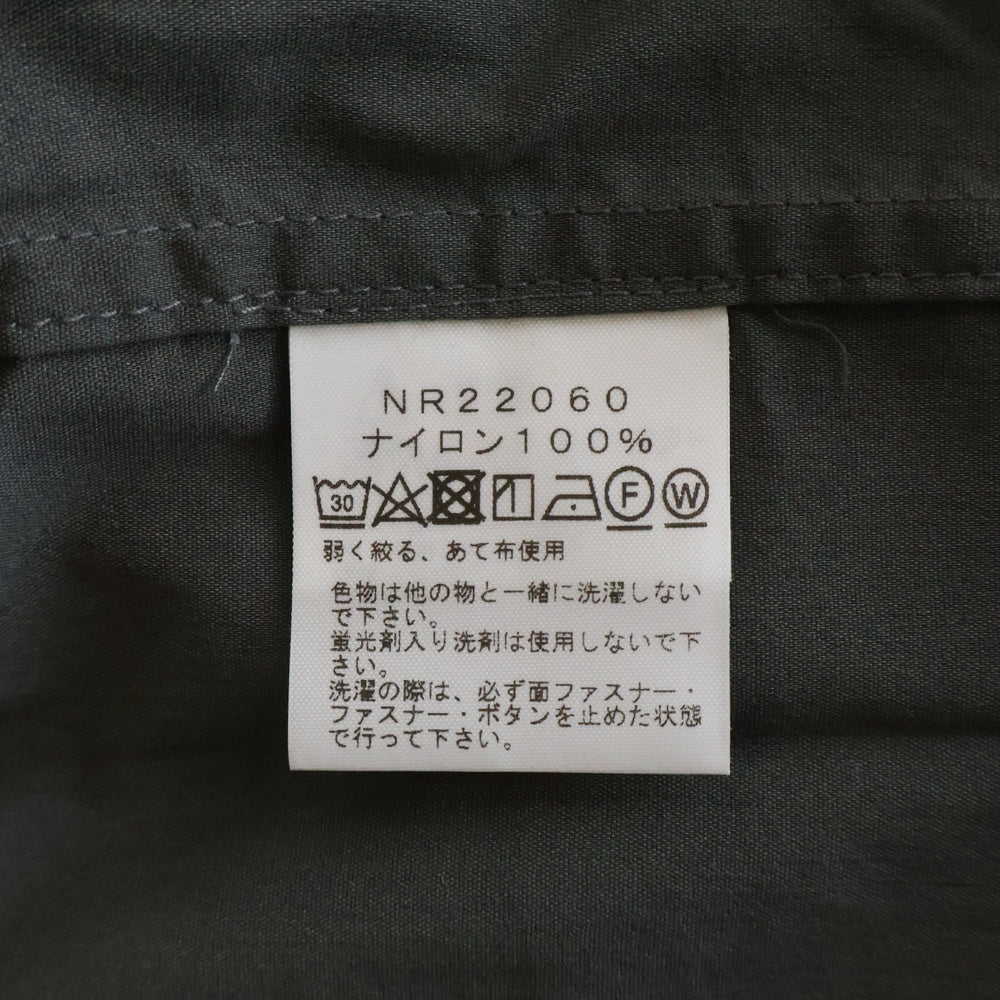 NR22060
ナイロン100%
30 F W
弱く絞る、あて布使用
色物は他の物と一緒に洗濯しない
で下さい。
蛍光剤入り洗剤は使用しないで下
さい。
洗濯の際は、必ず面ファスナー・
ファスナー・ボタンを止めた状態
で行って下さい。